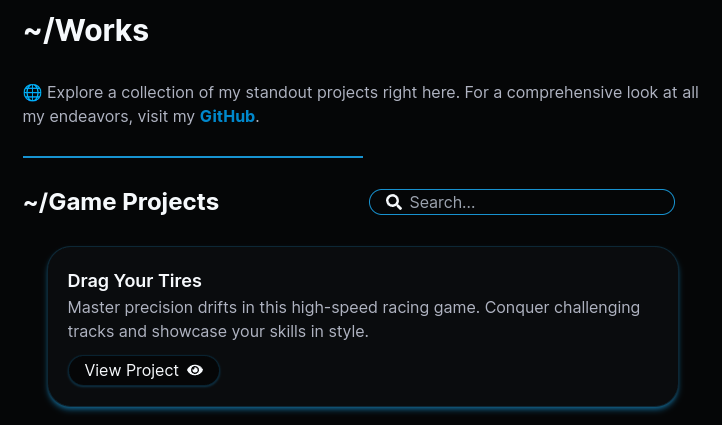 ~/Works
🌐 Explore a collection of my standout projects right here. For a comprehensive look at all
my endeavors, visit my GitHub.
~/Game Projects
Search...
Drag Your Tires
Master precision drifts in this high-speed racing game. Conquer challenging
tracks and showcase your skills in style.
View Project